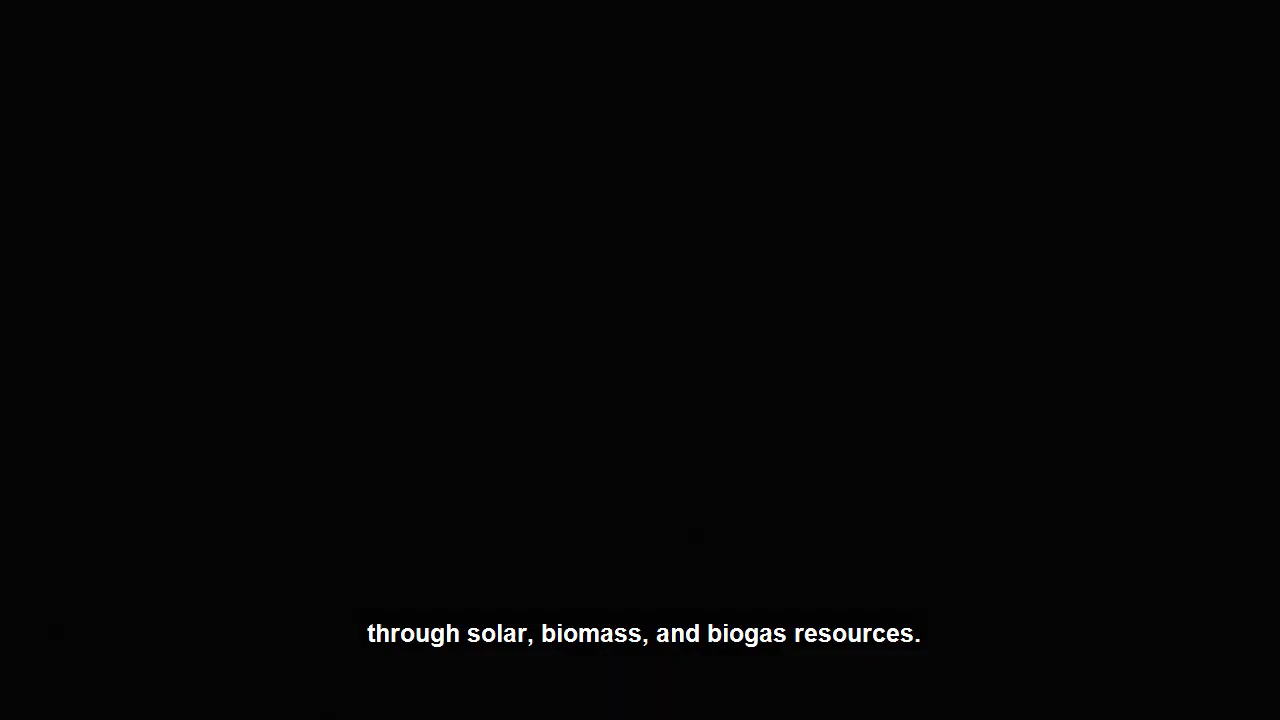 through solar, biomass, and biogas resources.